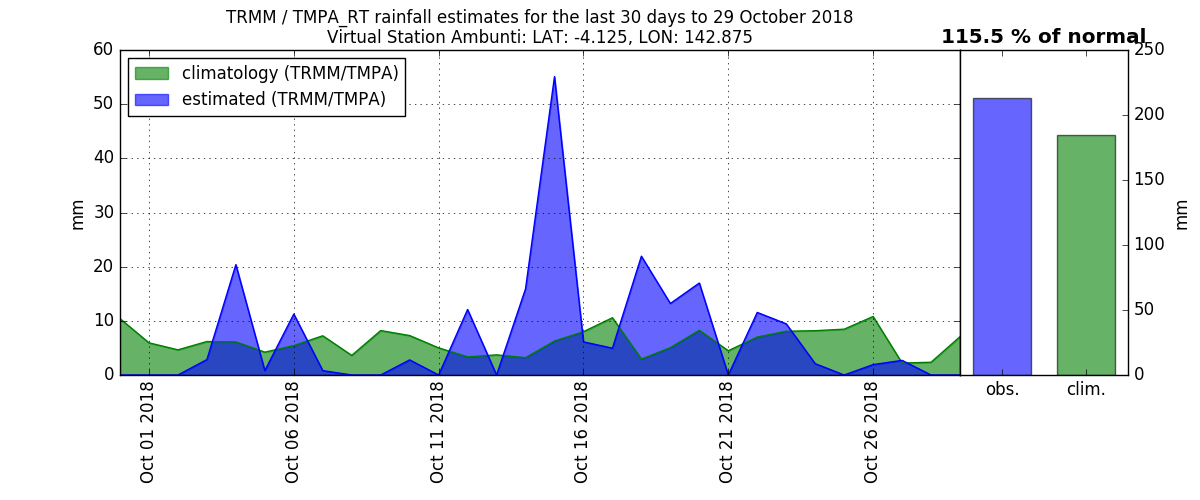 TRMM / TMPA_RT rainfall estimates for the last 30 days to 29 October 2018
Virtual Station Ambunti: LAT: -4.125, LON: 142.875
115.5 % of normal
climatology (TRMM/TMPA)
estimated (TRMM/TMPA)
60
50
40
30
20
10
0
mm
Oct 01 2018
Oct 06 2018
Oct 11 2018
Oct 16 2018
Oct 21 2018
Oct 26 2018
250
200
150
100
50
0
mm
obs.
clim.